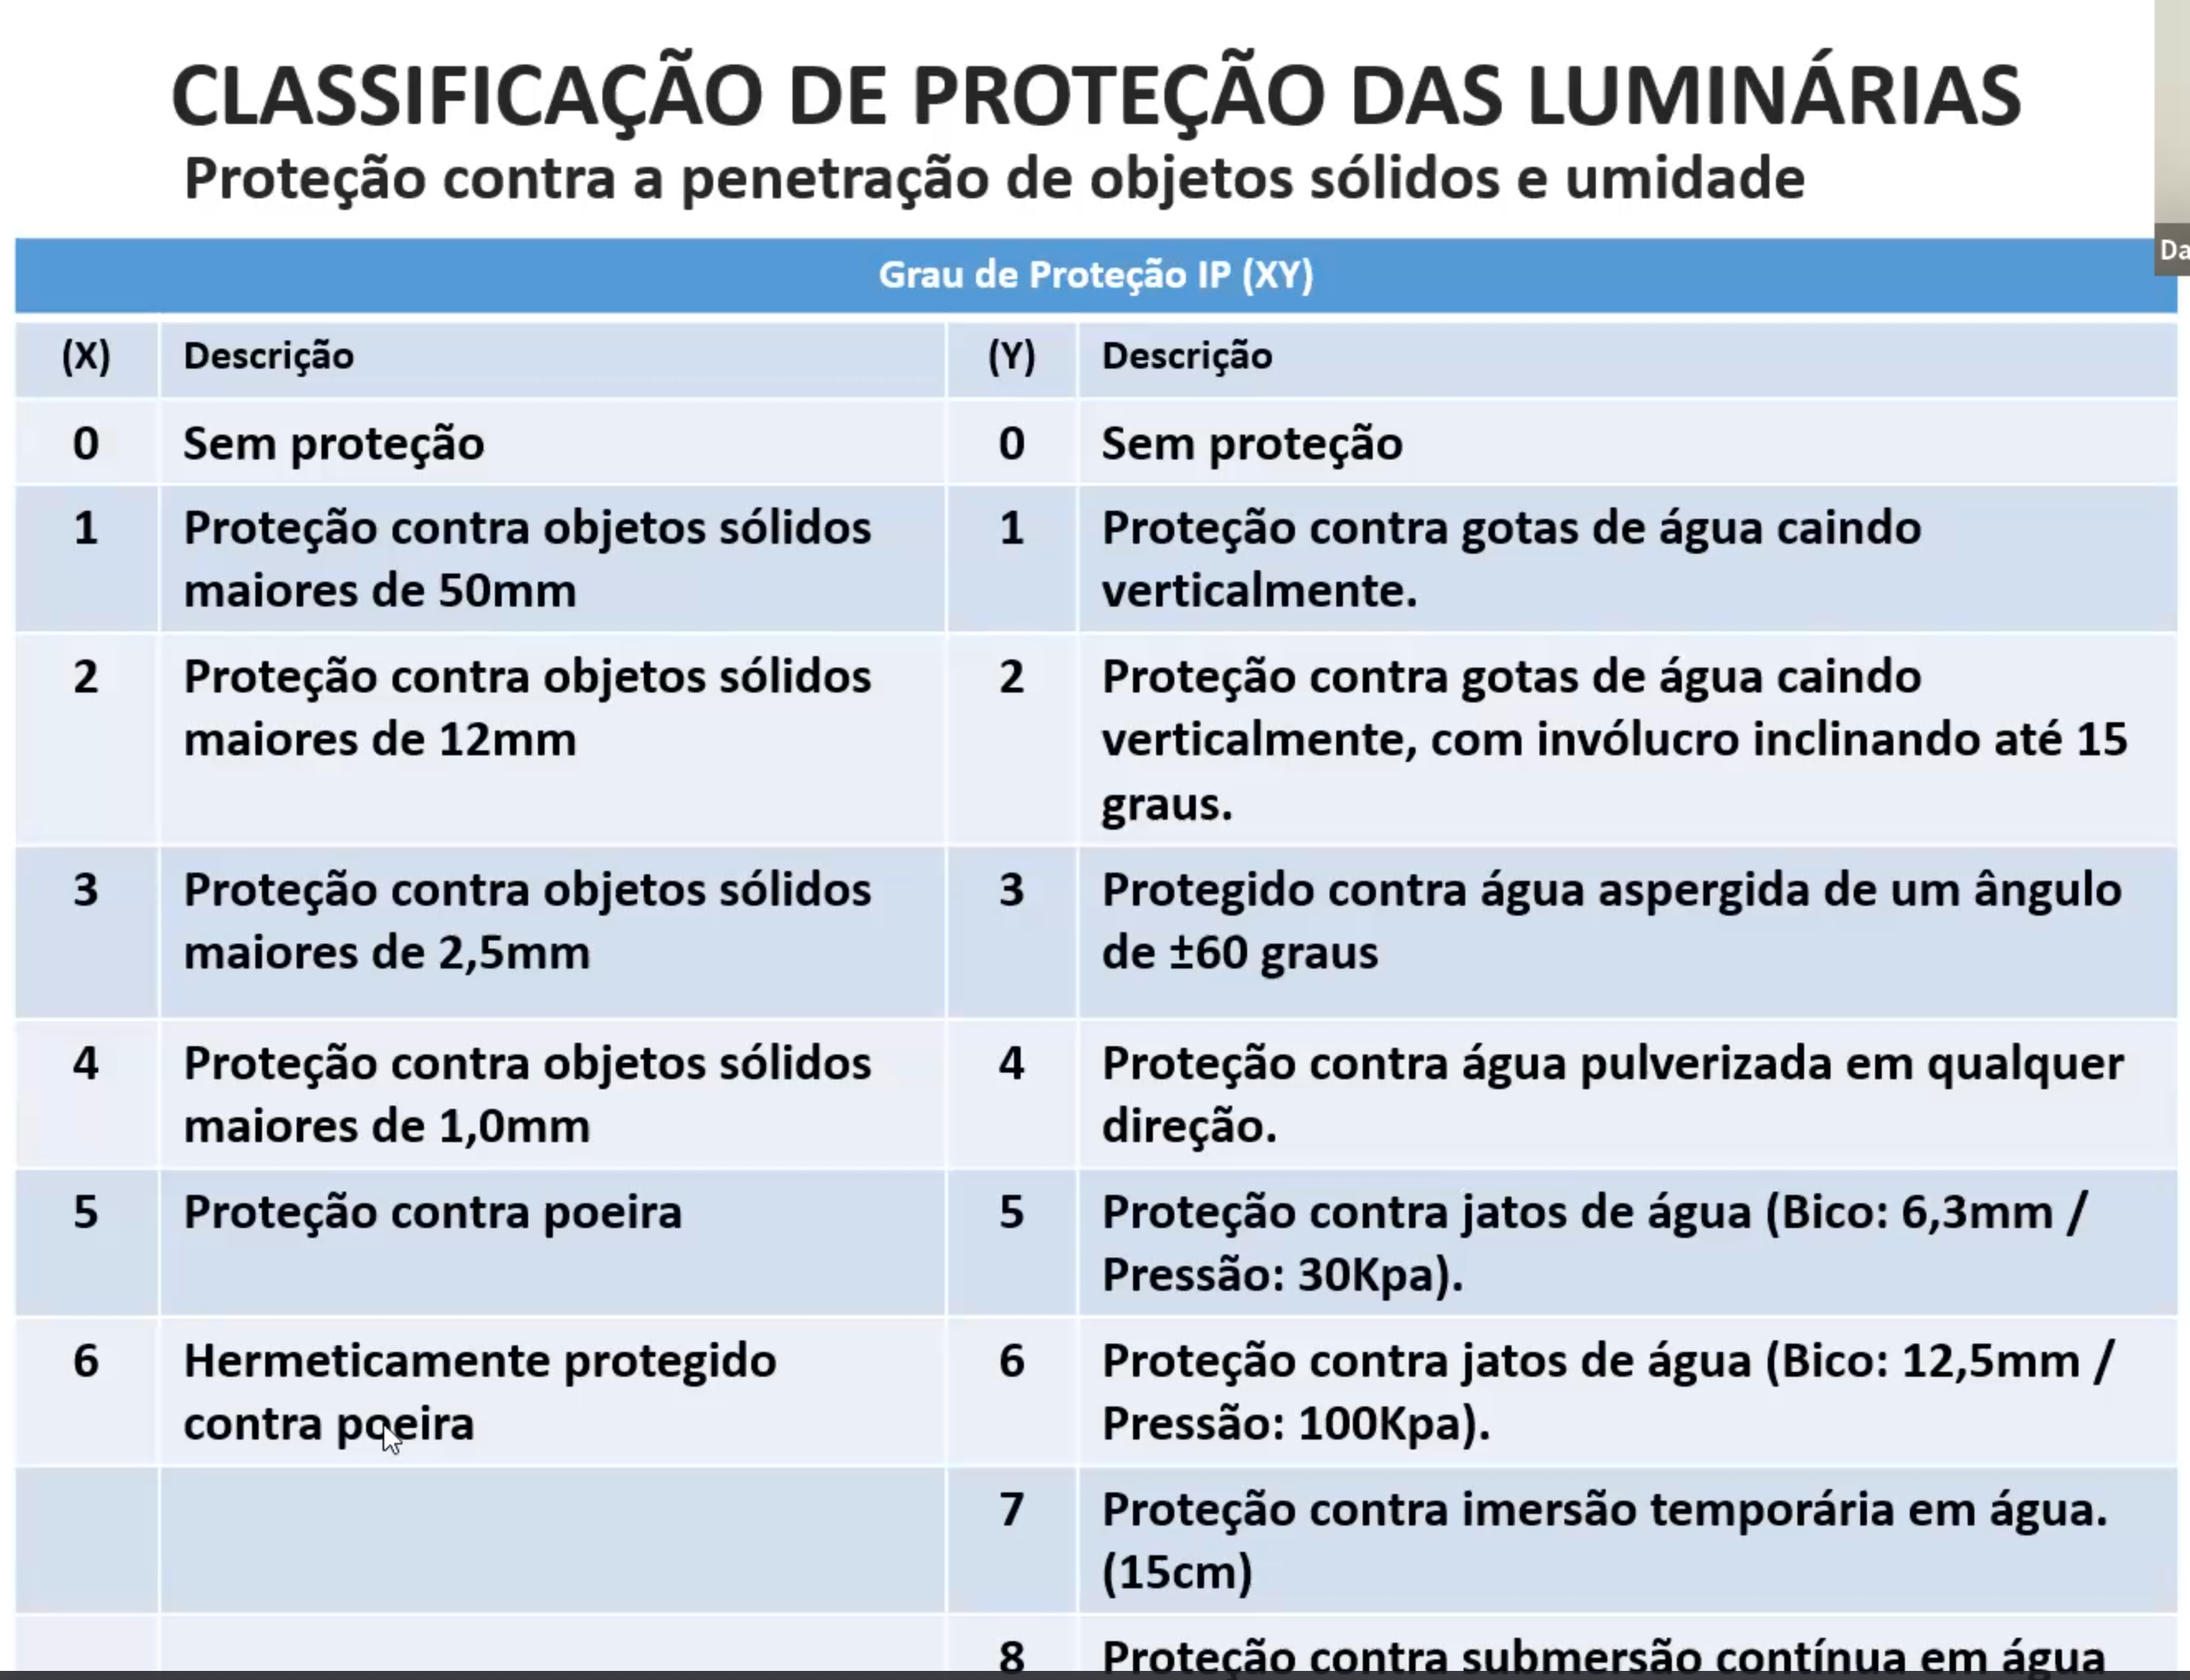 CLASSIFICAÇÃO DE PROTEÇÃO DAS LUMINÁRIAS
Proteção contra a penetração de objetos sólidos e umidade
Da
Grau de Proteção IP (XY)
(X) Descrição (Y) Descrição
0 Sem proteção 0 Sem proteção
1 Proteção contra objetos sólidos
maiores de 50mm
1 Proteção contra gotas de água caindo
verticalmente.
2 Proteção contra objetos sólidos
maiores de 12mm
2 Proteção contra gotas de água caindo
verticalmente, com invólucro inclinando até 15
graus.
3 Proteção contra objetos sólidos
maiores de 2,5mm
3 Protegido contra água aspergida de um ângulo
de ±60 graus
4 Proteção contra objetos sólidos
maiores de 1,0mm
4 Proteção contra água pulverizada em qualquer
direção.
5 Proteção contra poeira
5 Proteção contra jatos de água (Bico: 6,3mm /
Pressão: 30Kpa).
6 Hermeticamente protegido
contra poeira
6 Proteção contra jatos de água (Bico: 12,5mm /
Pressão: 100Kpa).
7 Proteção contra imersão temporária em água.
(15cm)
8 Proteção contra submersão contínua em água